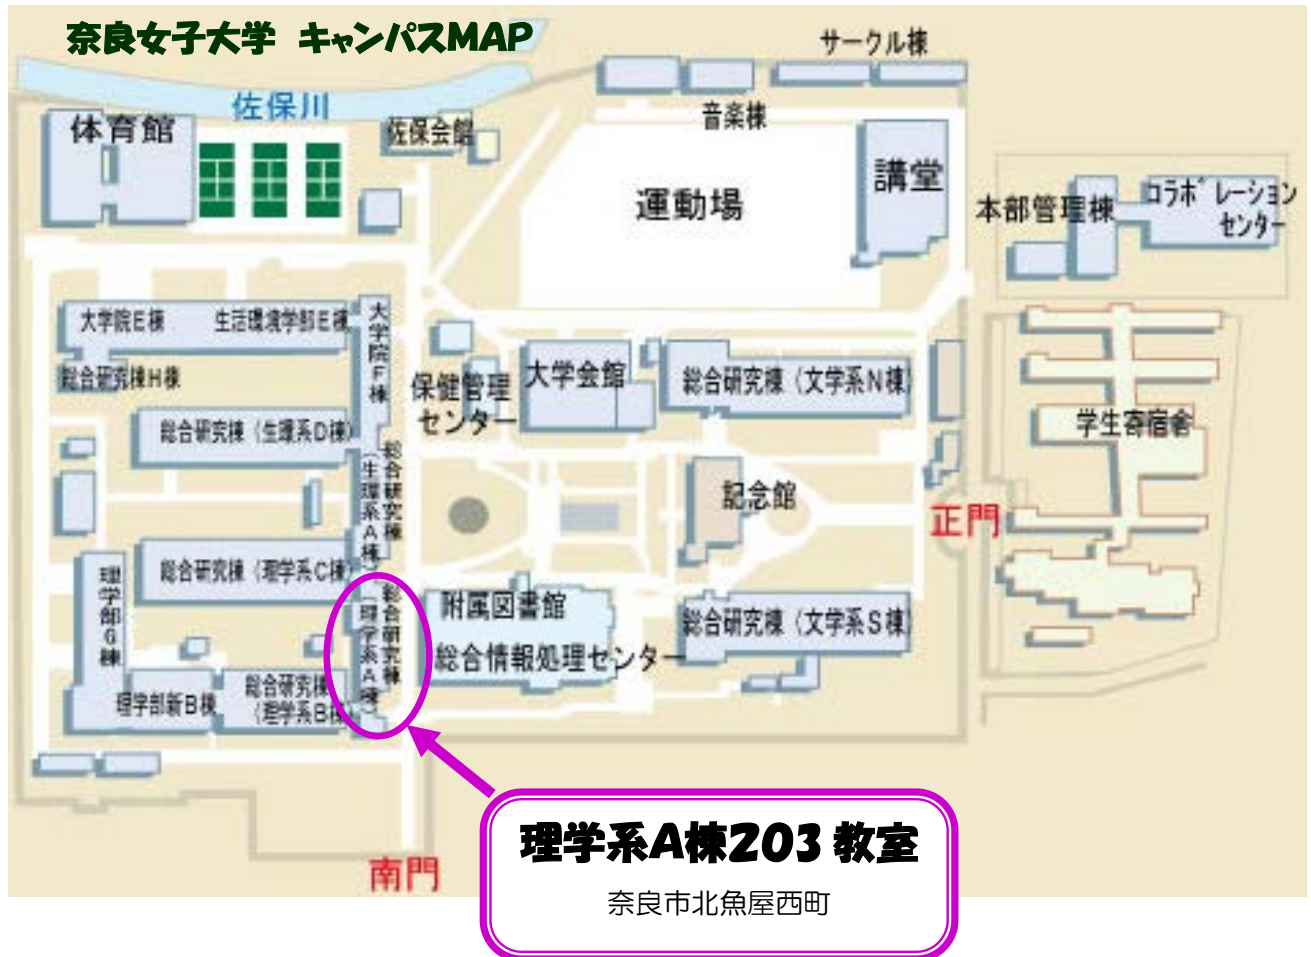 奈良女子大学 キャンパスMAP
サークル棟
佐保川
音楽棟
体育館
佐保会館
講堂
運動場
本部管理棟
コラボレーション
センター
大学院E棟
生活環境学部E棟
大学院F棟
総合研究棟H棟
保健管理
センター
大学会館
総合研究棟（文学系N棟）
総合研究棟（生環系D棟）
学生寄宿舎
総合研究棟
（生環系A棟）
記念館
正門
総合研究棟（理学系C棟）
理学部G棟
総合研究棟
（理学系A棟）
附属図書館
総合情報処理センター
総合研究棟（文学系S棟）
理学部新B棟
総合研究棟
（理学系B棟）
南門
理学系A棟203教室
奈良市北魚屋西町